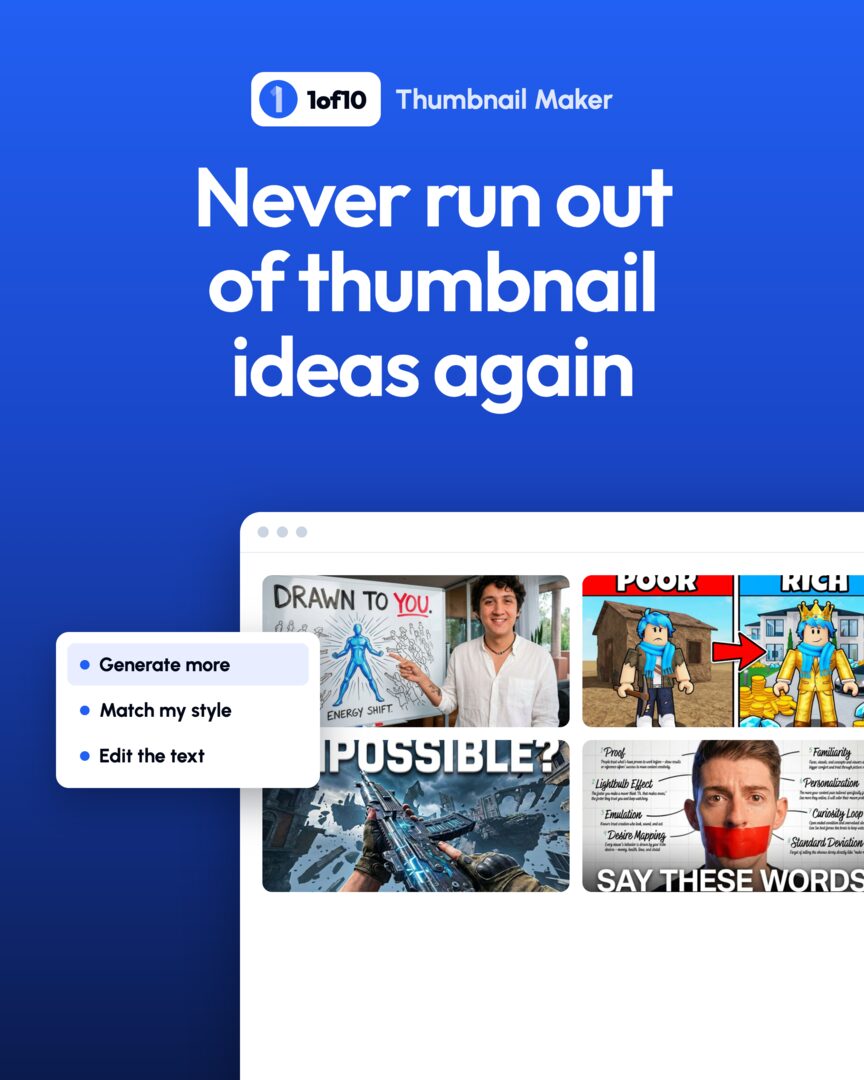 1of10 Thumbnail Maker
Never run out
of thumbnail
ideas again
Generate more
Match my style
Edit the text
DRAWN TO YOU.
ENERGY SHIFT.
POOR
RICH
POSSIBLE?
Proof
Lightbulb Effect
Emulation
Desire Mapping
Familiarity
Personalization
Curiosity Loop
Standard Deviation
SAY THESE WORDS